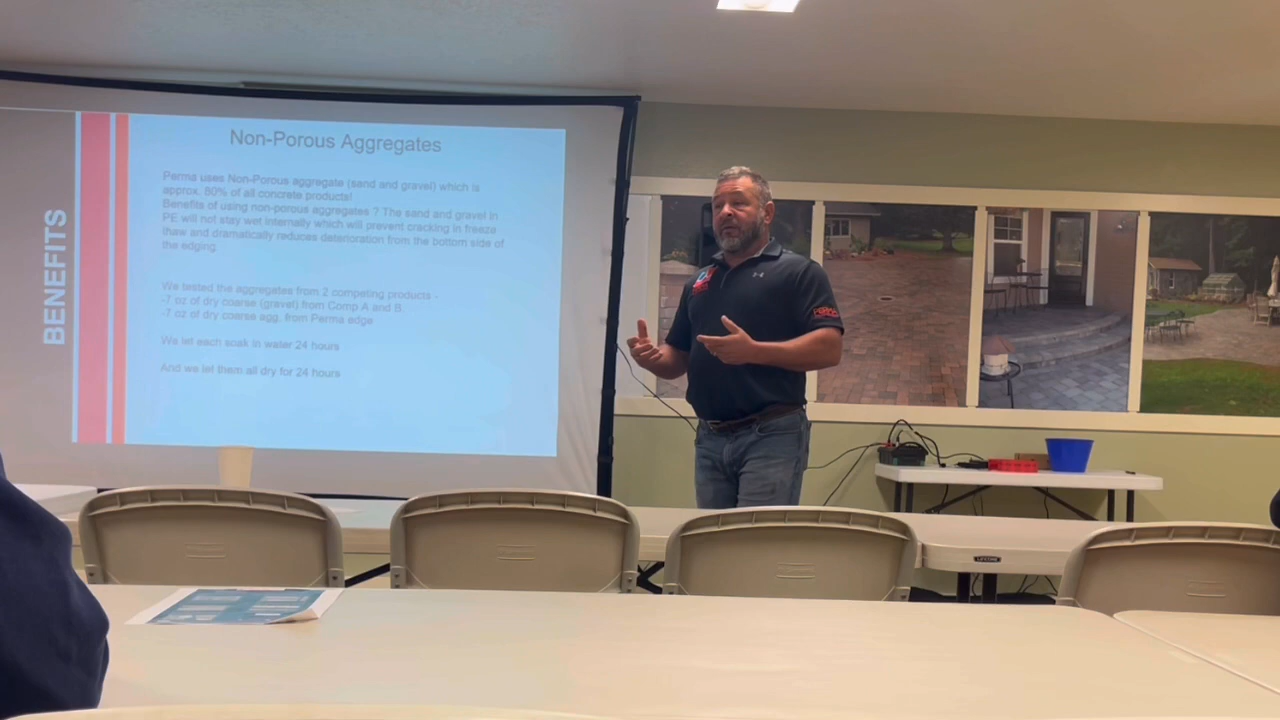 BENEFITS
Non-Porous Aggregates
Perma uses Non-Porous aggregate (sand and gravel) which is
approx. 80% of all concrete products!
Benefits of using non-porous aggregates ? The sand and gravel in
PE will not stay wet internally which will prevent cracking in freeze
thaw and dramatically reduces deterioration from the bottom side of
the edging.
We tested the aggregates from 2 competing products -
-7 oz of dry coarse (gravel) from Comp A and B.
-7 oz of dry coarse agg. from Perma edge
We let each soak in water 24 hours
And we let them all dry for 24 hours
LIFETIME